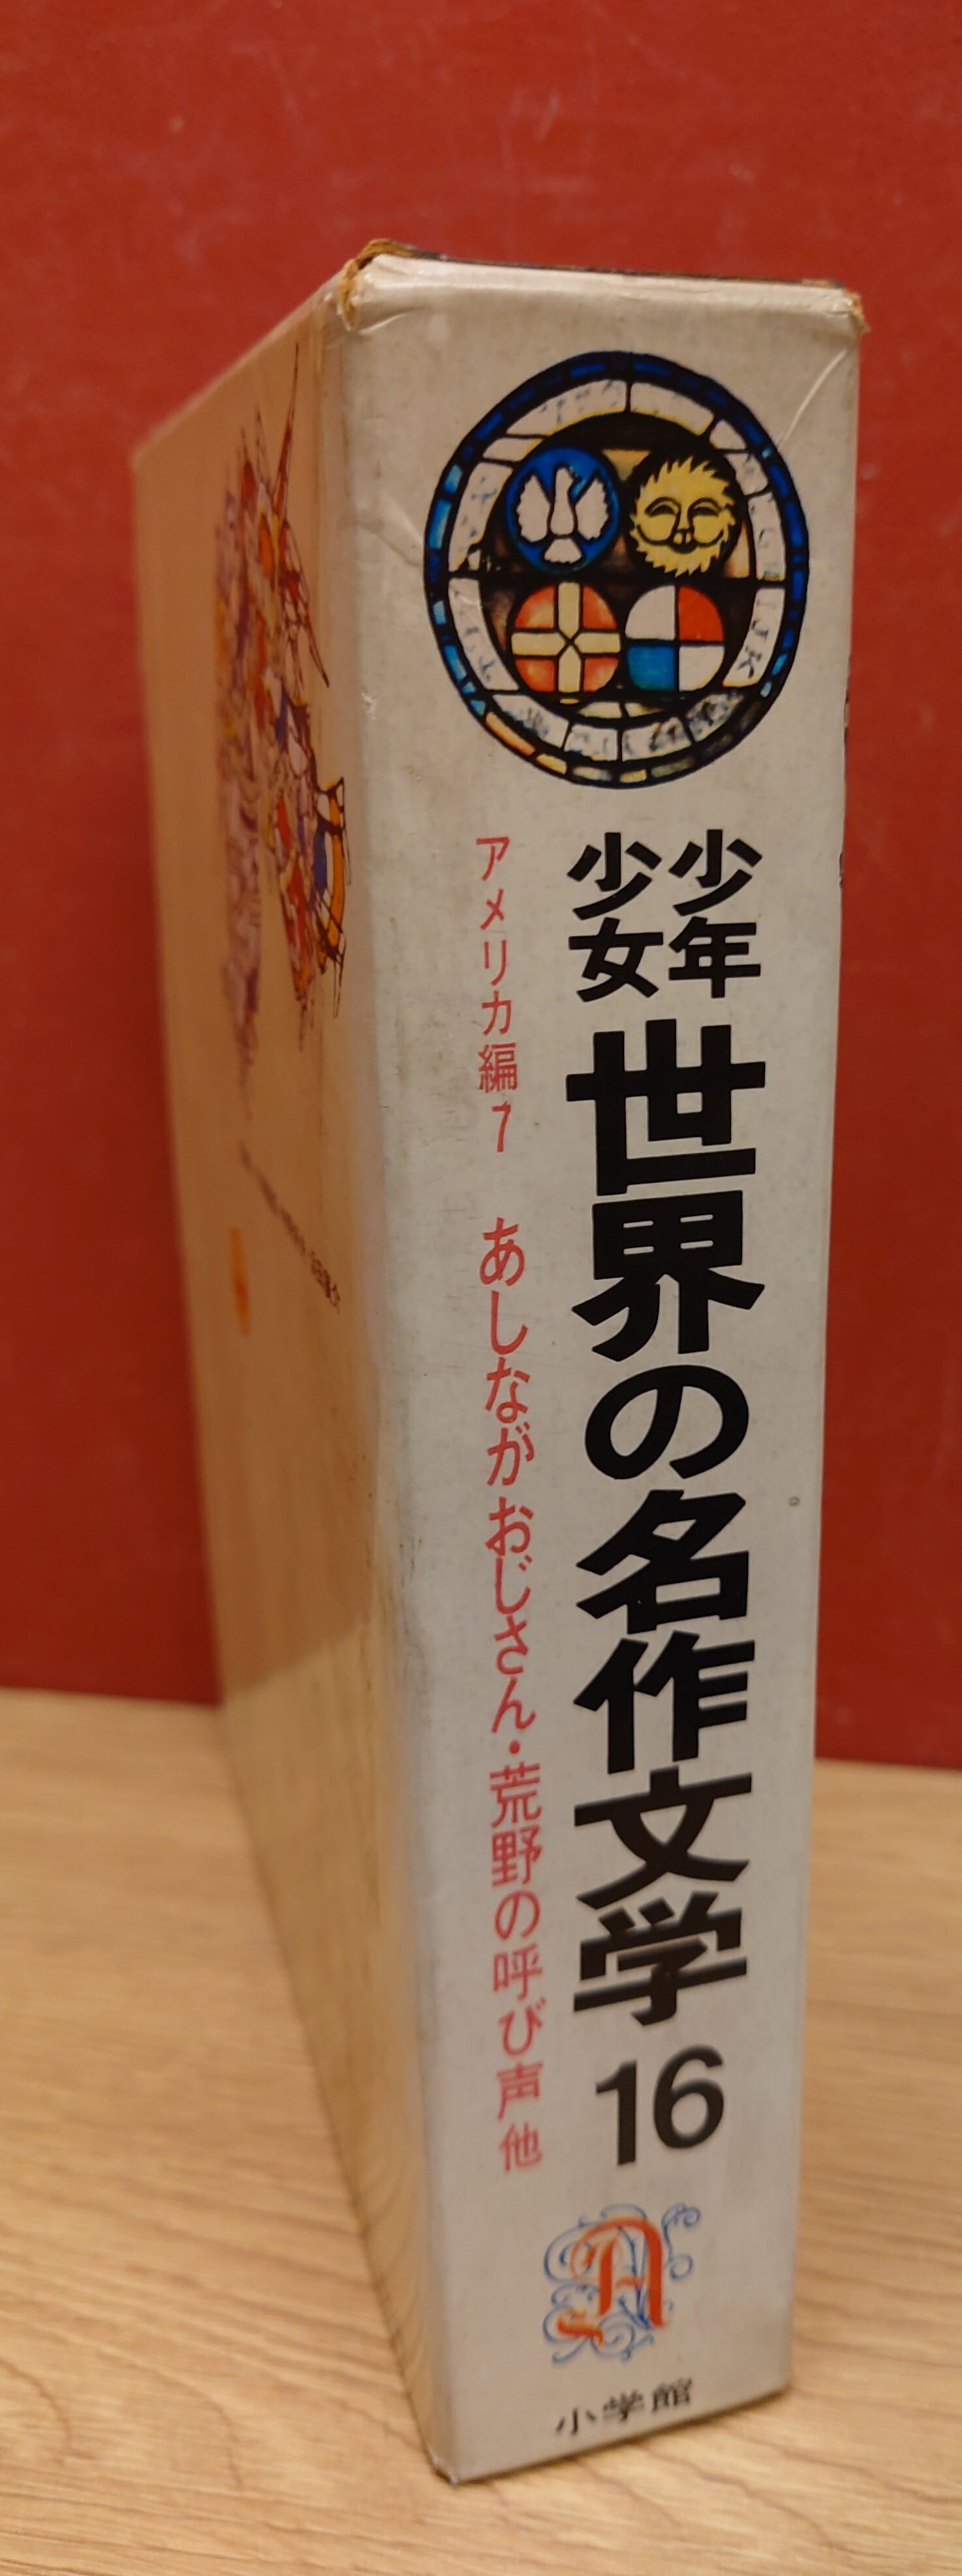 少年
少女
世界の名作文学 16
アメリカ編7 あしながおじさん・荒野の呼び声 他
A
小学館